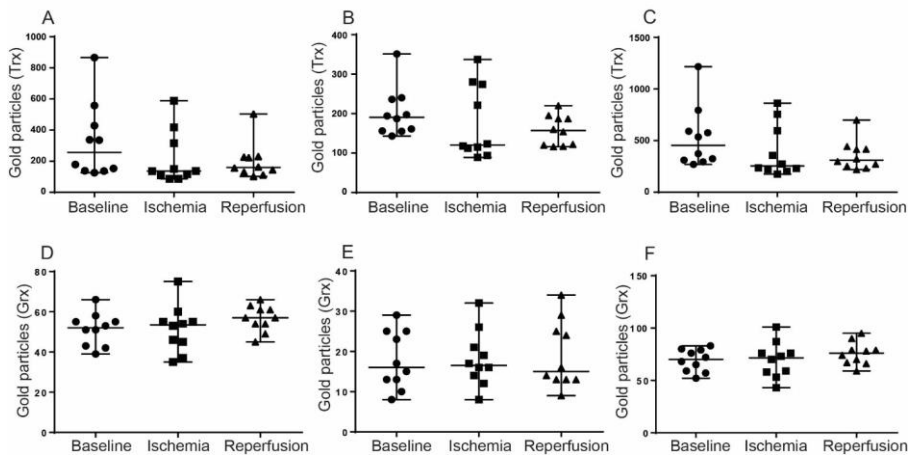 A
Gold particles (Trx)
1000
800
600
400
200
0
Baseline Ischemia Reperfusion
B
Gold particles (Trx)
400
300
200
100
0
Baseline Ischemia Reperfusion
C
Gold particles (Trx)
1500
1000
500
0
Baseline Ischemia Reperfusion
D
Gold particles (Grx)
80
60
40
20
0
Baseline Ischemia Reperfusion
E
Gold particles (Grx)
40
30
20
10
0
Baseline Ischemia Reperfusion
F
Gold particles (Grx)
150
100
50
0
Baseline Ischemia Reperfusion